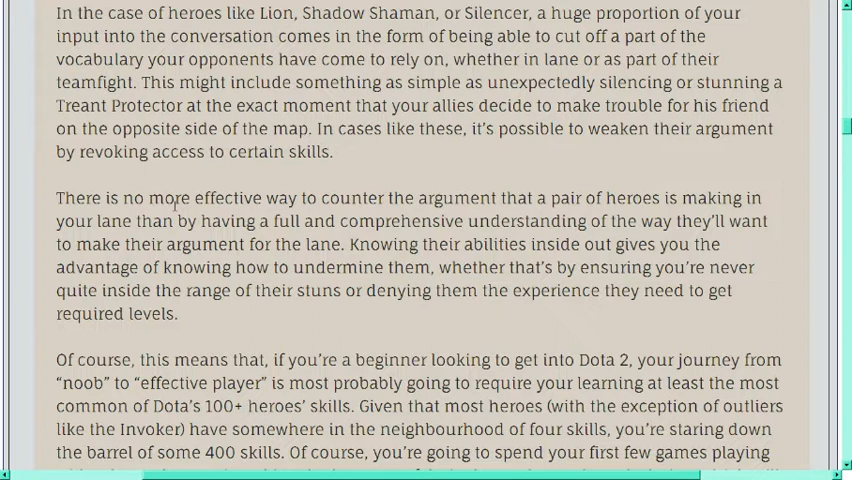 In the case of heroes like Lion, Shadow Shaman, or Silencer, a huge proportion of your
input into the conversation comes in the form of being able to cut off a part of the
vocabulary your opponents have come to rely on, whether in lane or as part of their
teamfight. This might include something as simple as unexpectedly silencing or stunning a
Treant Protector at the exact moment that your allies decide to make trouble for his friend
on the opposite side of the map. In cases like these, it’s possible to weaken their argument
by revoking access to certain skills.
There is no more effective way to counter the argument that a pair of heroes is making in
your lane than by having a full and comprehensive understanding of the way they’ll want
to make their argument for the lane. Knowing their abilities inside out gives you the
advantage of knowing how to undermine them, whether that’s by ensuring you’re never
quite inside the range of their stuns or denying them the experience they need to get
required levels.
Of course, this means that, if you’re a beginner looking to get into Dota 2, your journey from
“noob” to “effective player” is most probably going to require your learning at least the most
common of Dota’s 100+ heroes’ skills. Given that most heroes (with the exception of outliers
like the Invoker) have somewhere in the neighbourhood of four skills, you’re staring down
the barrel of some 400 skills. Of course, you’re going to spend your first few games playing